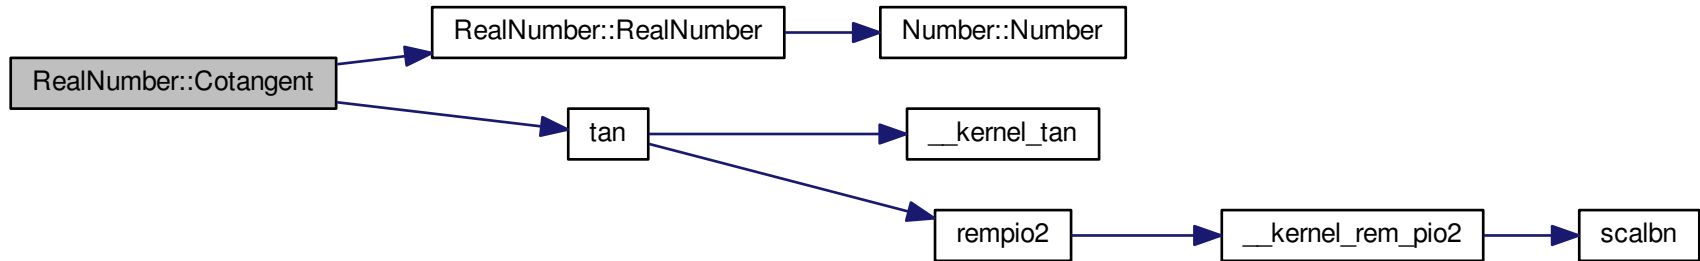 RealNumber::RealNumber
Number::Number
RealNumber::Cotangent
tan
__kernel_tan
rempio2
__kernel_rem_pio2
scalbn